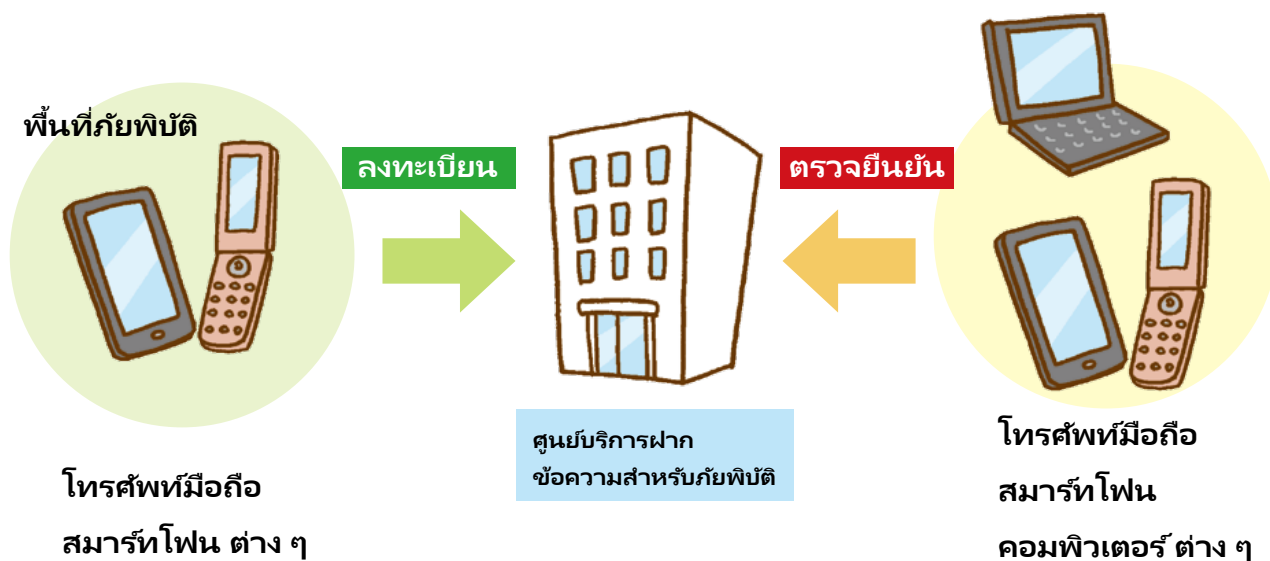 พื้นที่ภัยพิบัติ
ลงทะเบียน
ตรวจยืนยัน
ศูนย์บริการฝาก
ข้อความสำหรับภัยพิบัติ
โทรศัพท์มือถือ
สมาร์ทโฟน ต่าง ๆ
โทรศัพท์มือถือ
สมาร์ทโฟน
คอมพิวเตอร์ ต่าง ๆ